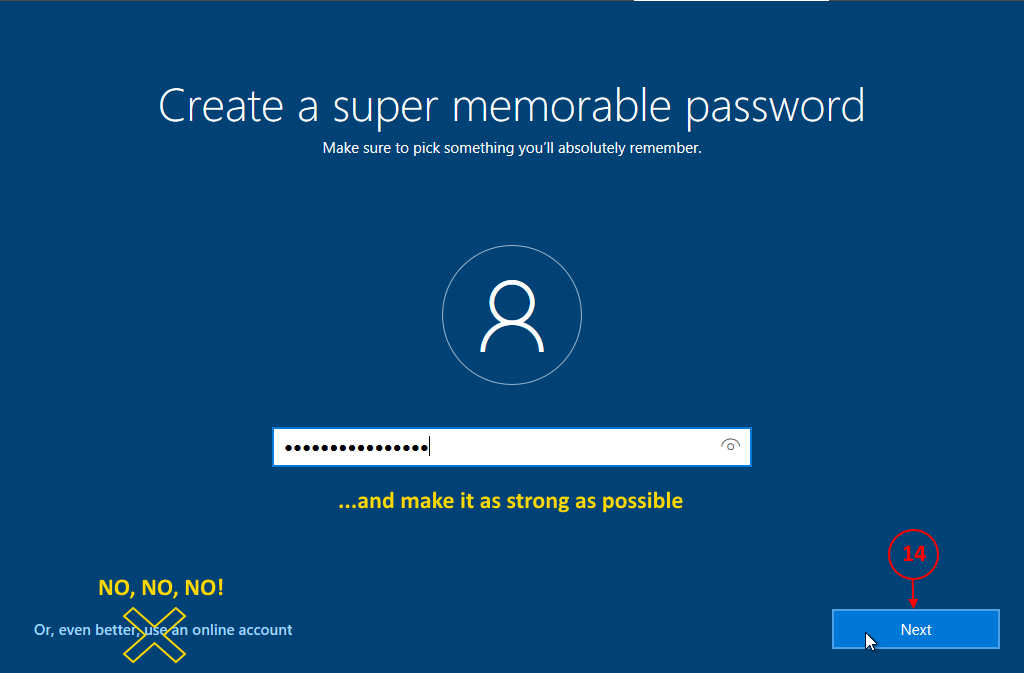 Create a super memorable password
Make sure to pick something you'll absolutely remember.
••••••••••••••••
...and make it as strong as possible
14
NO, NO, NO!
Or, even better, use an online account
Next